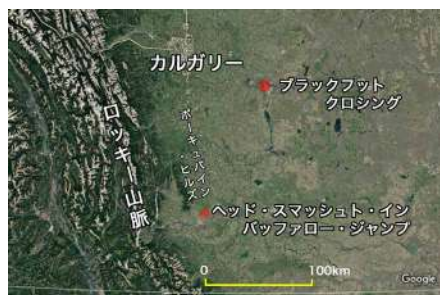 カルガリー
ブラックフット
クロシング
ロッキー山脈
ポーキュパイン
・ヒルズ
ヘッド・スマッシュト・イン
バッファロー・ジャンプ
0 100km
Google